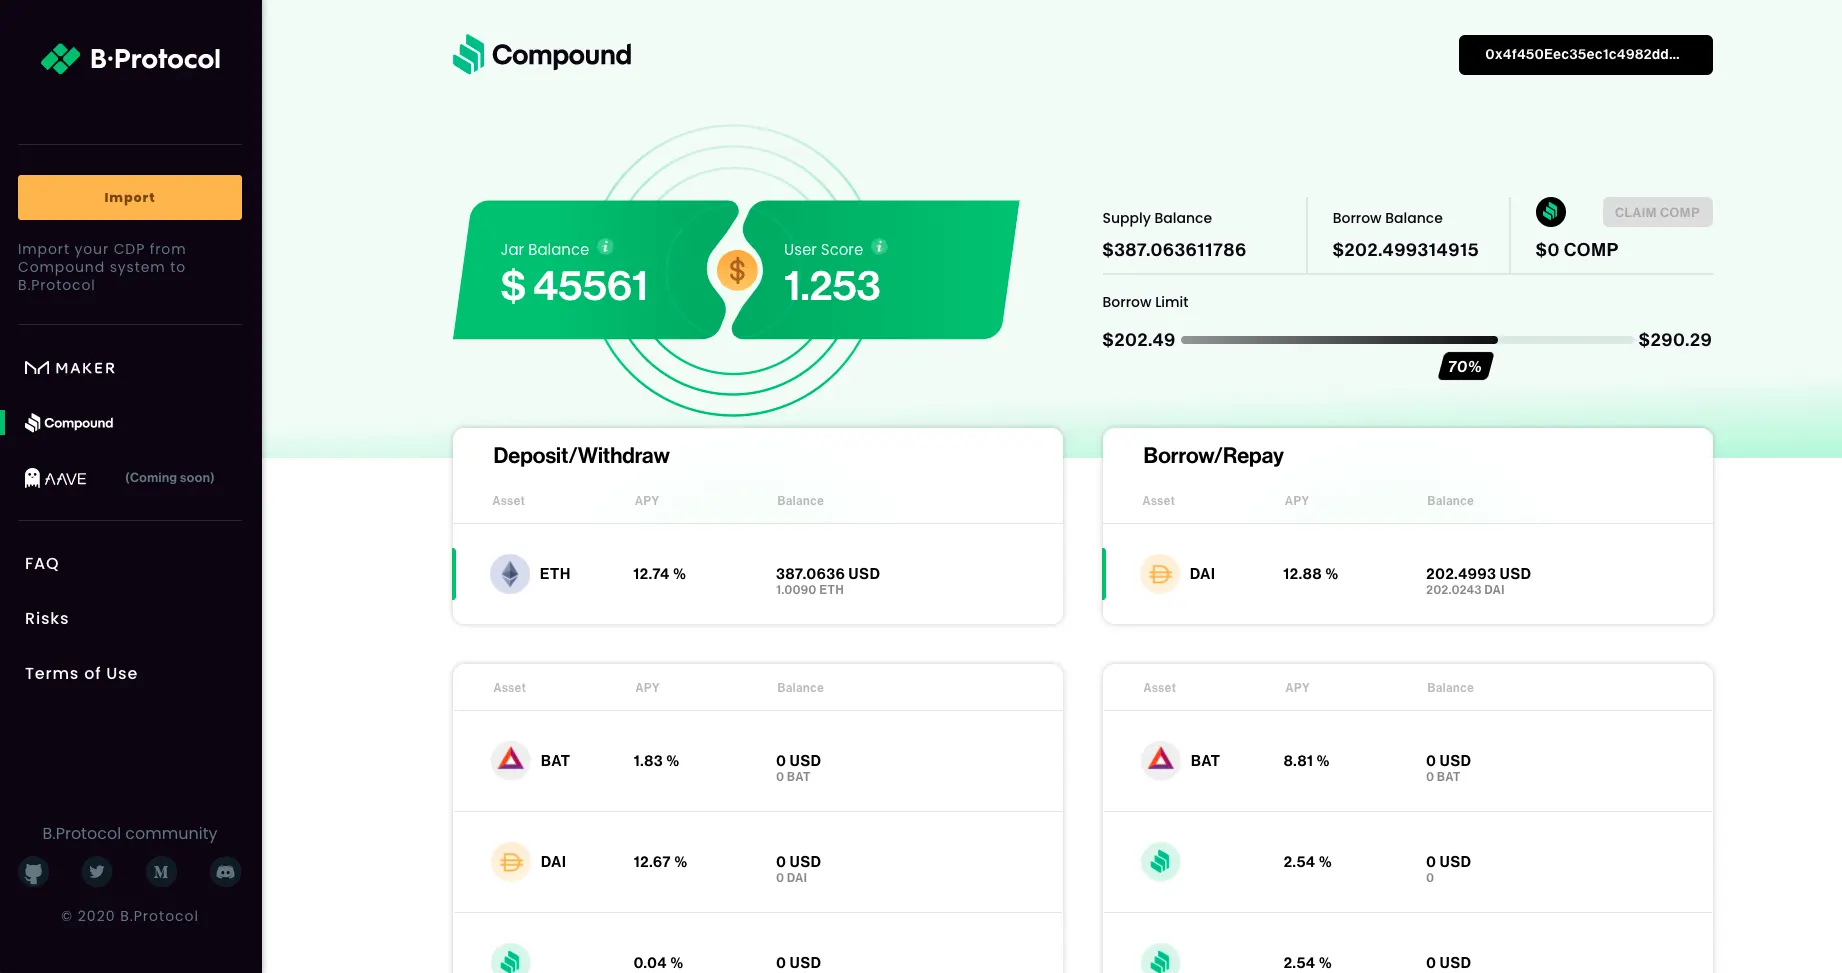 B·Protocol
Import
Import your CDP from
Compound system to
B.Protocol
MAKER
Compound
AAVE (Coming soon)
FAQ
Risks
Terms of Use
B.Protocol community
© 2020 B.Protocol
Compound
0x4f450Eec35ec1c4982dd...
Jar Balance i
$ 45561
$
User Score i
1.253
Supply Balance
$387.063611786
Borrow Balance
$202.499314915
CLAIM COMP
$0 COMP
Borrow Limit
$202.49 $290.29
70%
Deposit/Withdraw
Asset APY Balance
ETH 12.74 % 387.0636 USD
1.0090 ETH
Asset APY Balance
BAT 1.83 % 0 USD
0 BAT
DAI 12.67 % 0 USD
0 DAI
0.04 % 0 USD
Borrow/Repay
Asset APY Balance
DAI 12.88 % 202.4993 USD
202.0243 DAI
Asset APY Balance
BAT 8.81 % 0 USD
0 BAT
2.54 % 0 USD
0
2.54 % 0 USD